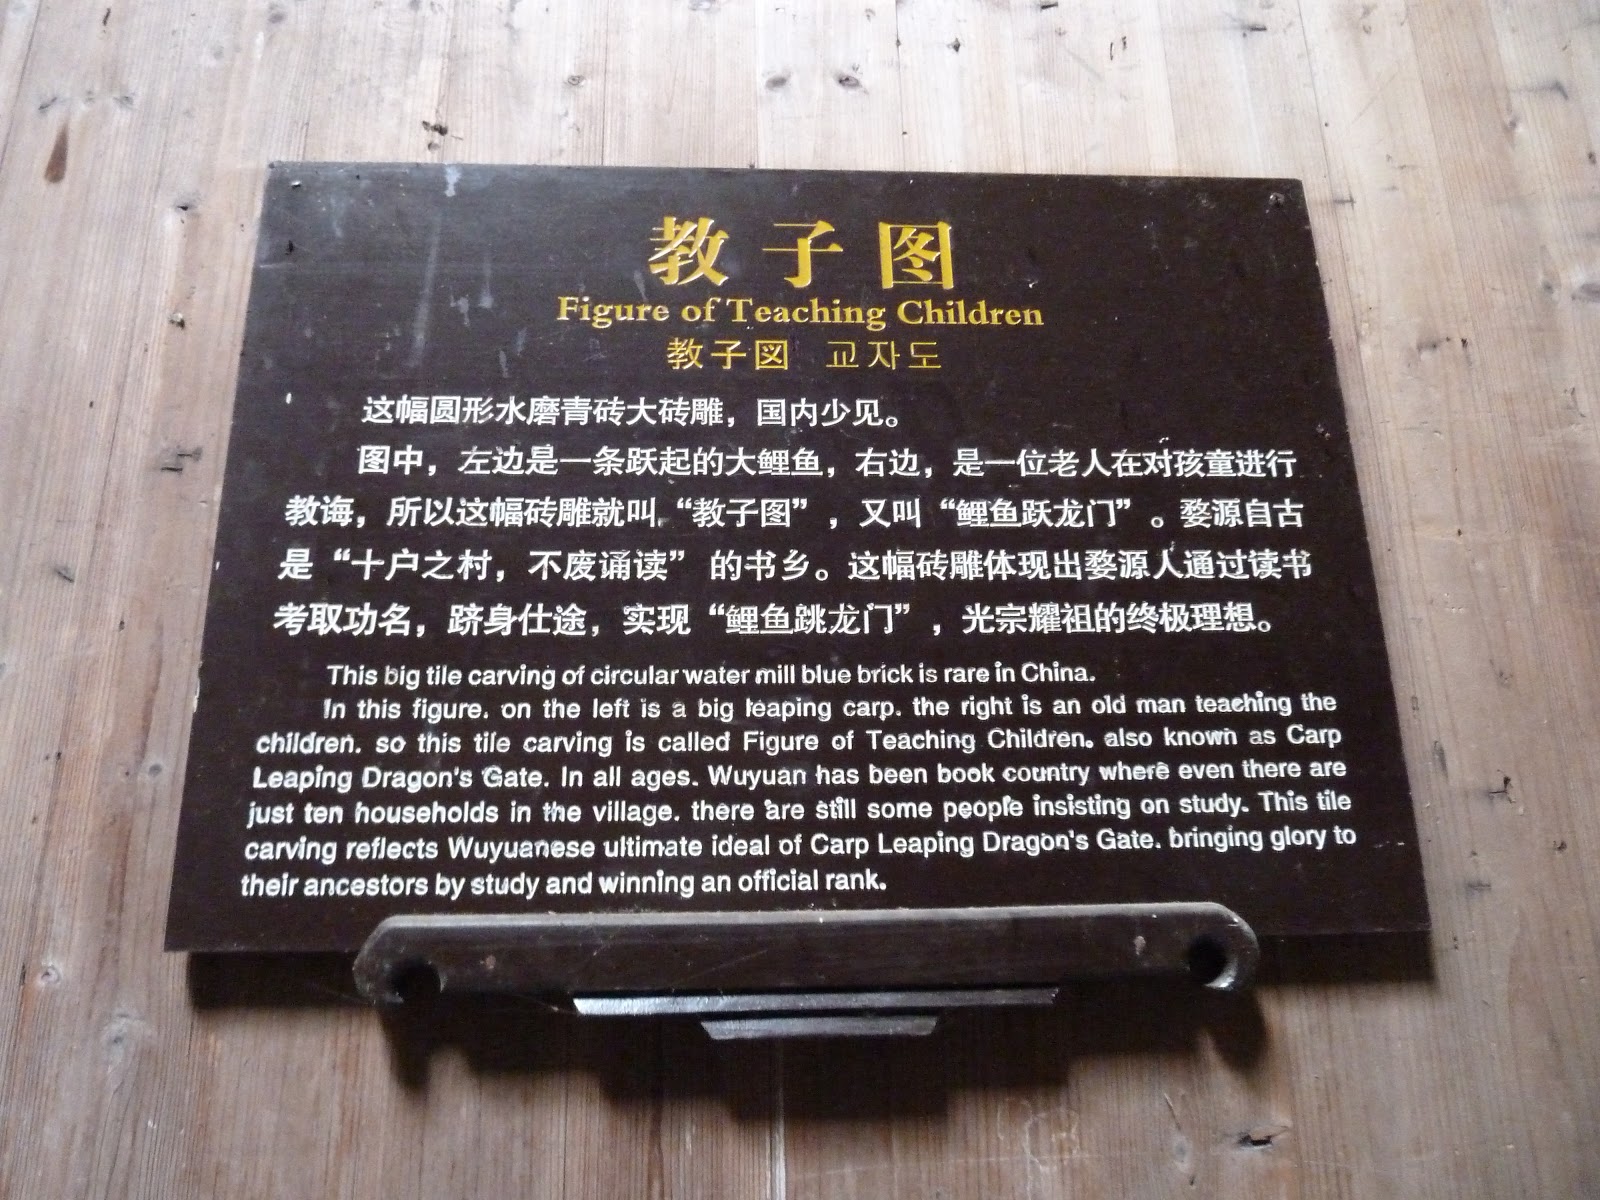 教子图
Figure of Teaching Children
教子図 교자도
这幅圆形水磨青砖大砖雕，国内少见。
图中，左边是一条跃起的大鲤鱼，右边，是一位老人在对孩童进行
教诲，所以这幅砖雕就叫“教子图”，又叫“鲤鱼跃龙门”。婺源自古
是“十户之村，不废诵读”的书乡。这幅砖雕体现出婺源人通过读书
考取功名，跻身仕途，实现“鲤鱼跳龙门”，光宗耀祖的终极理想。
This big tile carving of circular water mill blue brick is rare in China.
In this figure. on the left is a big leaping carp. the right is an old man teaching the
children. so this tile carving is called Figure of Teaching Children. also known as Carp
Leaping Dragon's Gate. In all ages. Wuyuan has been book country where even there are
just ten households in the village. there are still some people insisting on study. This tile
carving reflects Wuyuanese ultimate ideal of Carp Leaping Dragon's Gate. bringing glory to
their ancestors by study and winning an official rank.